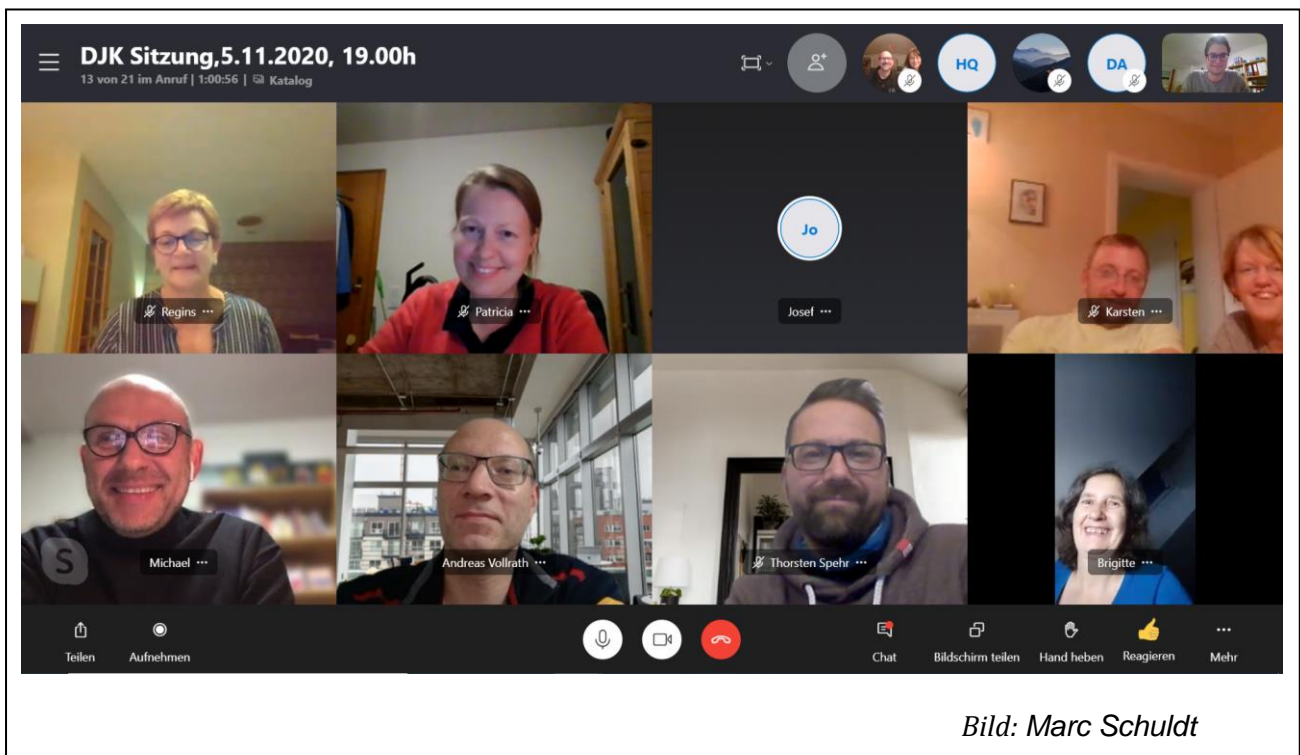 DJK Sitzung,5.11.2020, 19.00h
13 von 21 im Anruf | 1:00:56 | Katalog
HQ
DA
Regins ···
Patricia ···
Jo
Josef ···
Karsten ···
S
Michael ···
Andreas Vollrath ···
Thorsten Spehr ···
Brigitte ···
Teilen
Aufnehmen
Chat
Bildschirm teilen
Hand heben
Reagieren
Mehr
Bild: Marc Schuldt